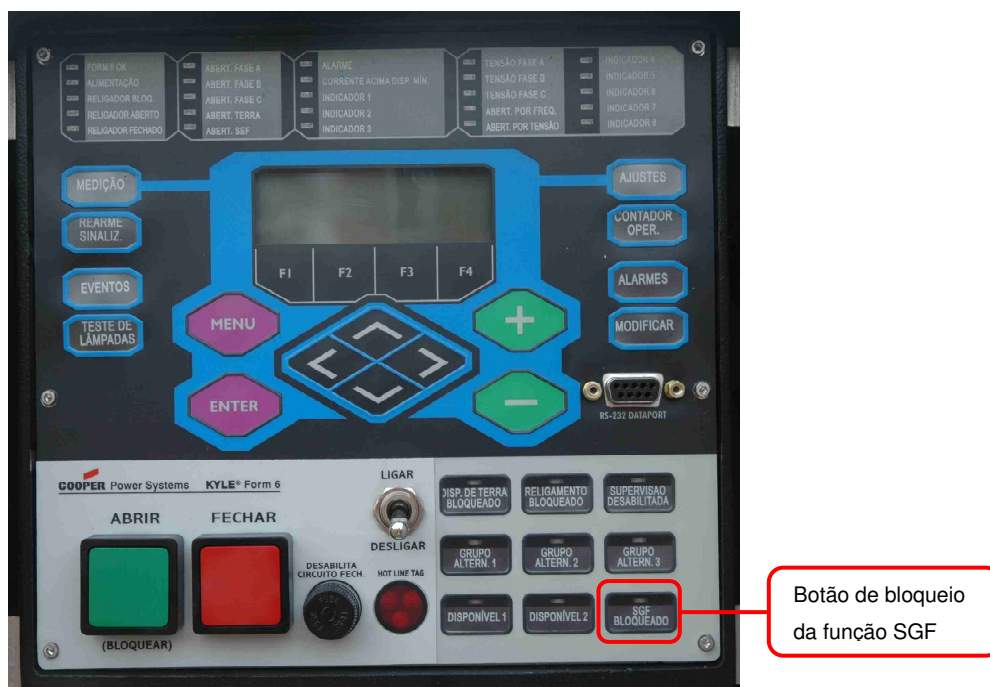 FORM 6 OK
ALIMENTAÇÃO
RELIGADOR BLOQ.
RELIGADOR ABERTO
RELIGADOR FECHADO
ABERT. FASE A
ABERT. FASE B
ABERT. FASE C
ABERT. TERRA
ABERT. SEF
ALARME
CORRENTE ACIMA DISP. MÍN.
INDICADOR 1
INDICADOR 2
INDICADOR 3
TENSÃO FASE A
TENSÃO FASE B
TENSÃO FASE C
ABERT. POR FREQ.
ABERT. POR TENSÃO
INDICADOR 4
INDICADOR 5
INDICADOR 6
INDICADOR 7
INDICADOR 8
MEDIÇÃO
AJUSTES
REARME
SINALIZ.
CONTADOR
OPER.
F1 F2 F3 F4
EVENTOS
ALARMES
TESTE DE
LÂMPADAS
MENU
+
MODIFICAR
ENTER
−
RS-232 DATAPORT
COOPER Power Systems KYLE® Form 6
LIGAR
ABRIR FECHAR
DESLIGAR
DESABILITA
CIRCUITO FECH.
HOT LINE TAG
(BLOQUEAR)
DISP. DE TERRA
BLOQUEADO
RELIGAMENTO
BLOQUEADO
SUPERVISAO
DESABILITADA
GRUPO
ALTERN. 1
GRUPO
ALTERN. 2
GRUPO
ALTERN. 3
DISPONÍVEL 1
DISPONÍVEL 2
SGF
BLOQUEADO
Botão de bloqueio
da função SGF